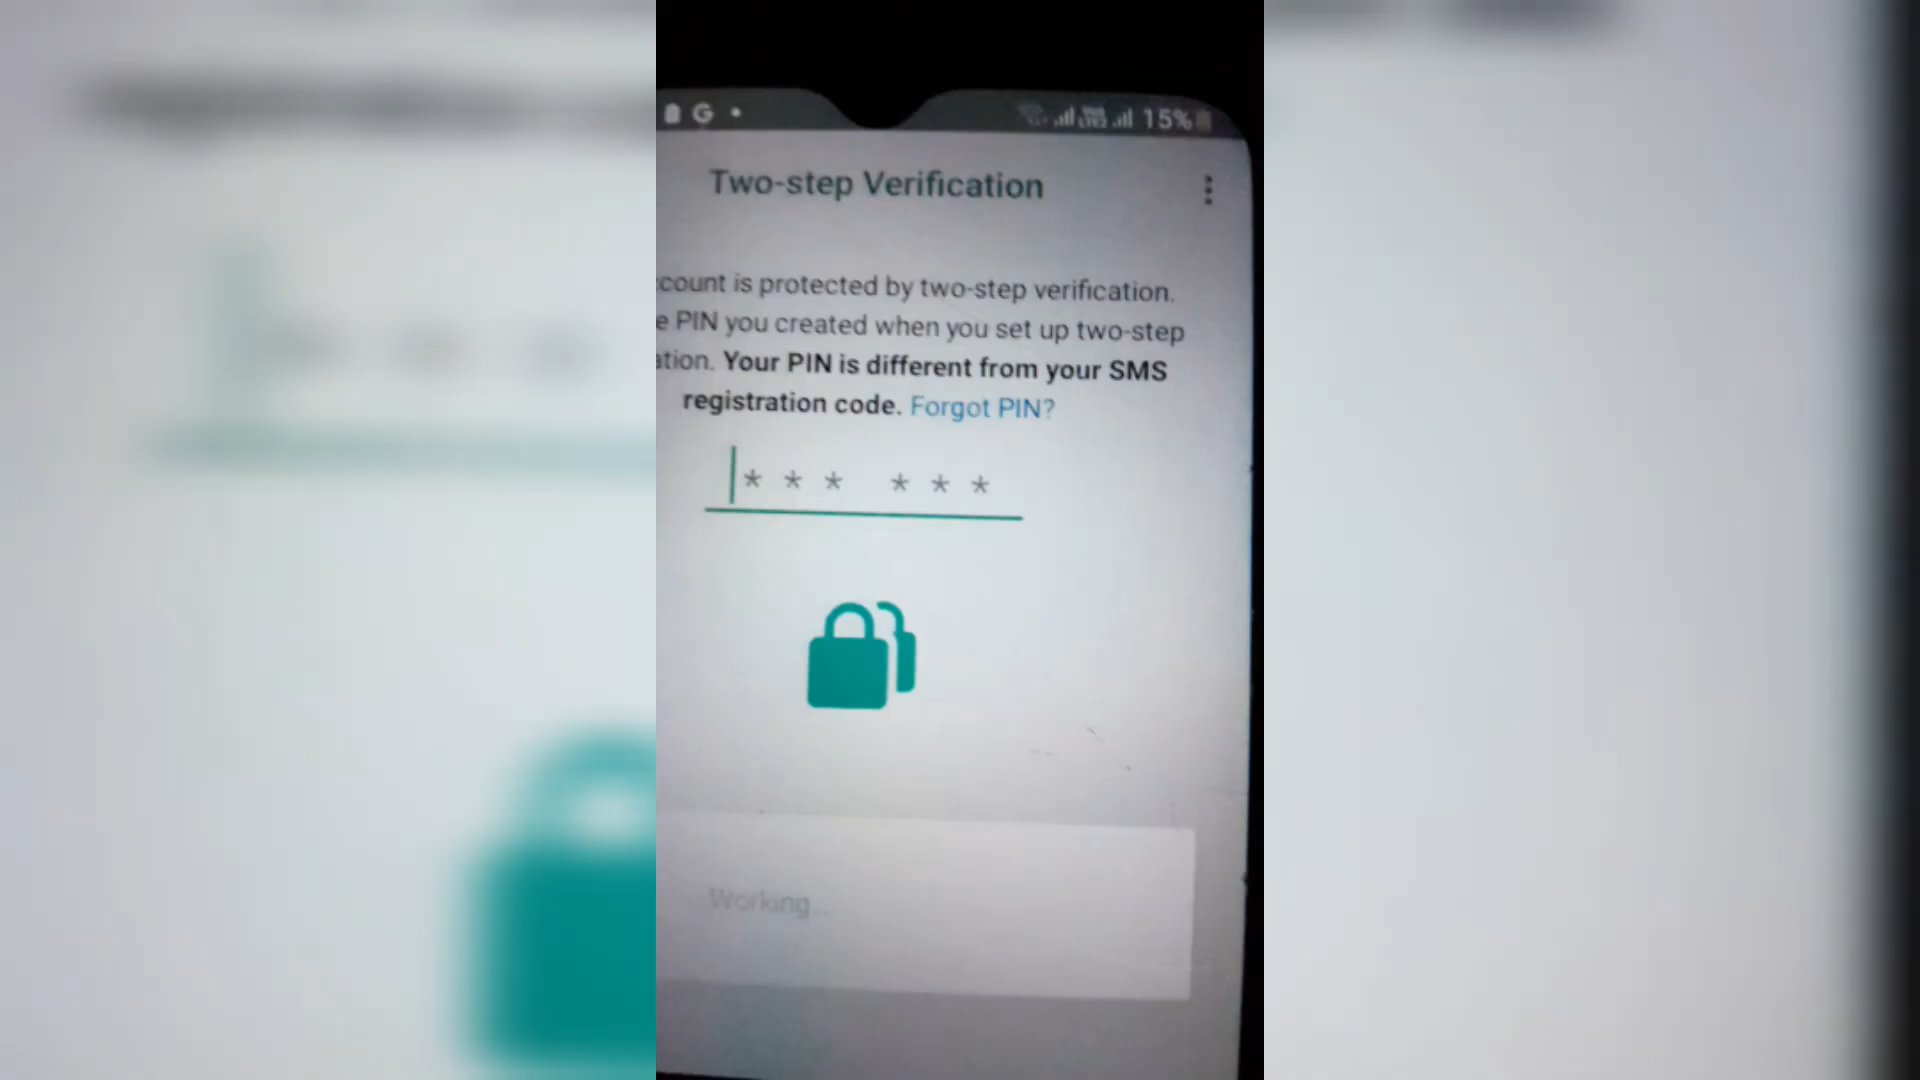 G 15%
Two-step Verification
count is protected by two-step verification.
e PIN you created when you set up two-step
ation. Your PIN is different from your SMS
registration code. Forgot PIN?
* * * * * *
Working...